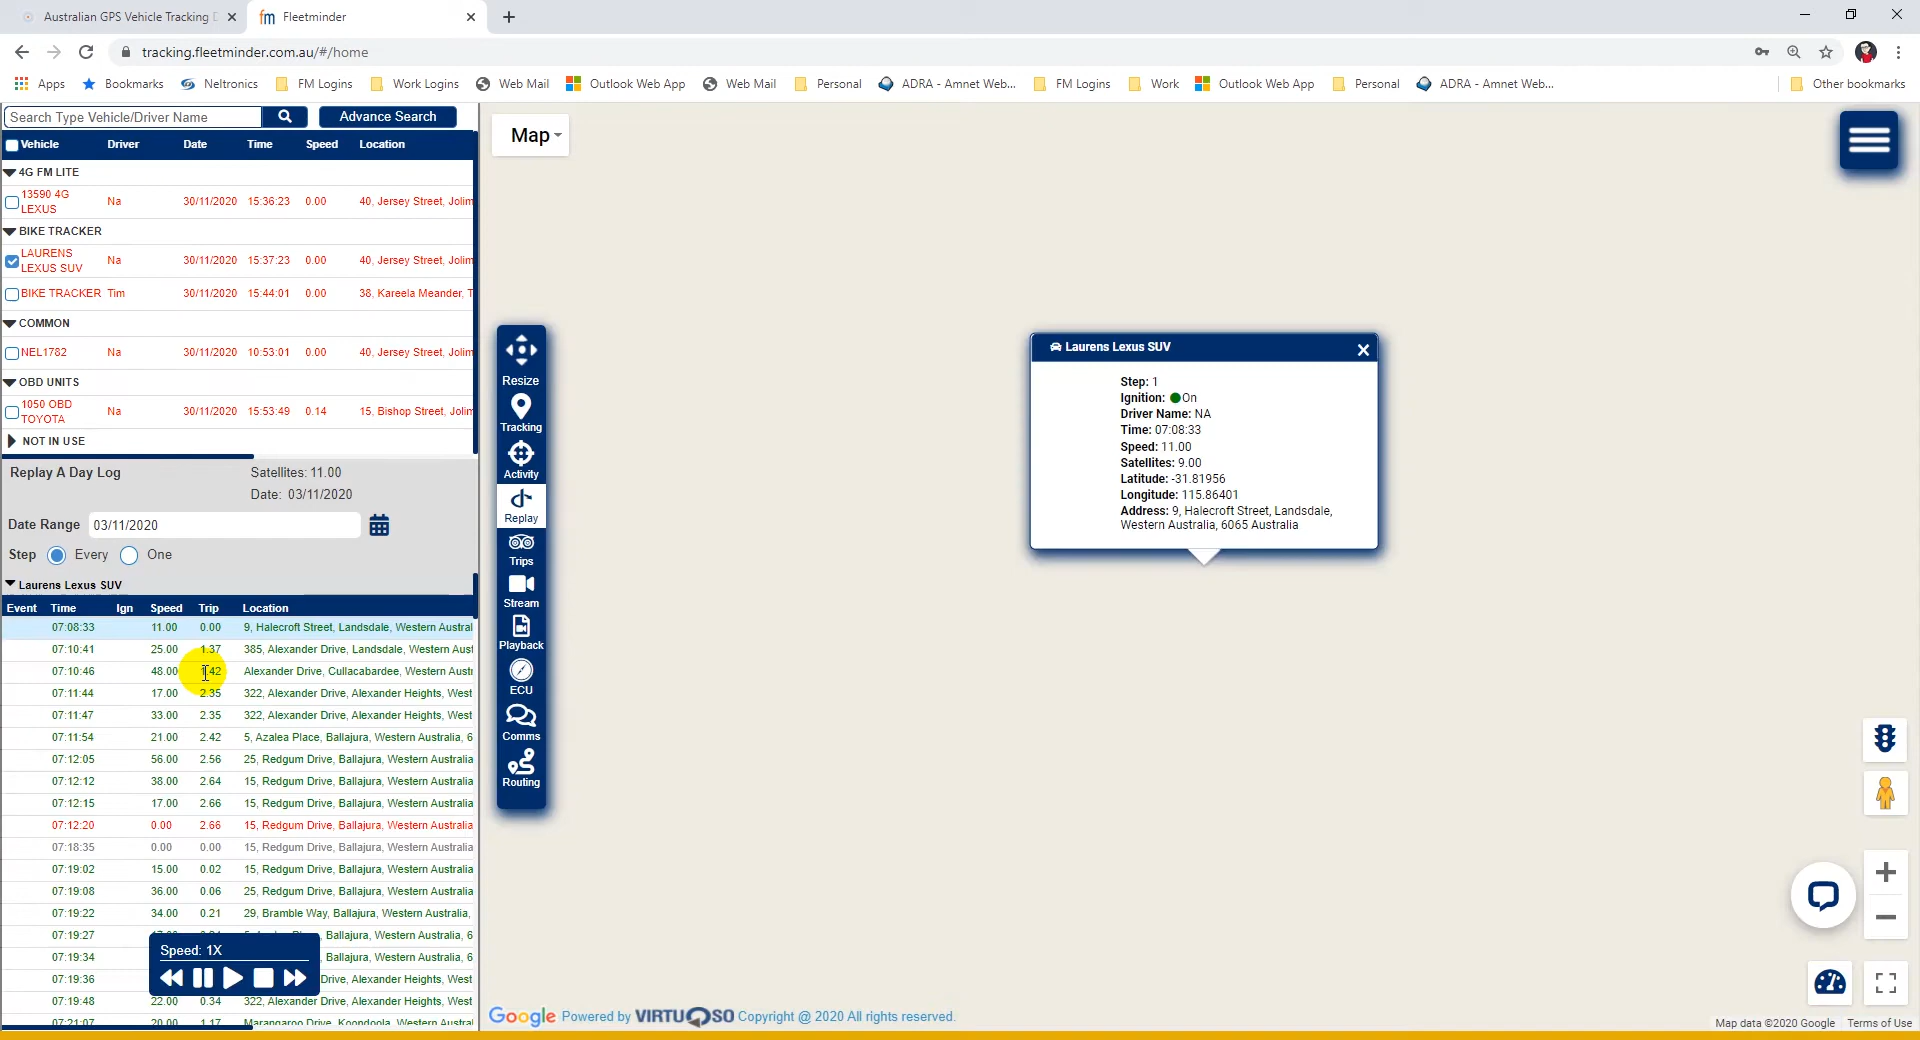 Australian GPS Vehicle Tracking
Fleetminder
tracking.fleetminder.com.au/#/home
Apps Bookmarks Neltronics FM Logins Work Logins Web Mail Outlook Web App Web Mail Personal ADRA - Amnet Web... FM Logins Work Outlook Web App Personal ADRA - Amnet Web... Other bookmarks
Search Type Vehicle/Driver Name
Advance Search
Vehicle Driver Date Time Speed Location
4G FM LITE
13590 4G LEXUS Na 30/11/2020 15:36:23 0.00 40, Jersey Street, Jolim
BIKE TRACKER
LAURENS LEXUS SUV Na 30/11/2020 15:37:23 0.00 40, Jersey Street, Jolim
BIKE TRACKER Tim 30/11/2020 15:44:01 0.00 38, Kareela Meander, T
COMMON
NEL1782 Na 30/11/2020 10:53:01 0.00 40, Jersey Street, Jolim
OBD UNITS
1050 OBD TOYOTA Na 30/11/2020 15:53:49 0.14 15, Bishop Street, Jolim
NOT IN USE
Replay A Day Log Satellites: 11.00
Date: 03/11/2020
Date Range 03/11/2020
Step Every One
Laurens Lexus SUV
Event Time Ign Speed Trip Location
07:08:33 11.00 0.00 9, Halecroft Street, Landsdale, Western Austral
07:10:41 25.00 1.37 385, Alexander Drive, Landsdale, Western Aust
07:10:46 48.00 1.42 Alexander Drive, Cullacabardee, Western Austr
07:11:44 17.00 2.35 322, Alexander Drive, Alexander Heights, West
07:11:47 33.00 2.35 322, Alexander Drive, Alexander Heights, West
07:11:54 21.00 2.42 5, Azalea Place, Ballajura, Western Australia, 6
07:12:05 56.00 2.56 25, Redgum Drive, Ballajura, Western Australia
07:12:12 38.00 2.64 15, Redgum Drive, Ballajura, Western Australia
07:12:15 17.00 2.66 15, Redgum Drive, Ballajura, Western Australia
07:12:20 0.00 2.66 15, Redgum Drive, Ballajura, Western Australia
07:18:35 0.00 0.00 15, Redgum Drive, Ballajura, Western Australia
07:19:02 15.00 0.02 15, Redgum Drive, Ballajura, Western Australia
07:19:08 36.00 0.06 25, Redgum Drive, Ballajura, Western Australia
07:19:22 34.00 0.21 29, Bramble Way, Ballajura, Western Australia,
07:19:27 Ballajura, Western Australia, 6
07:19:34 Ballajura, Western Australia, 6
07:19:36 Drive, Alexander Heights, West
07:19:48 22.00 0.34 322, Alexander Drive, Alexander Heights, West
07:21:07 20.00 1.17 Marangaroo Drive, Koondoola, Western Austral
Speed: 1X
Map
Resize
Tracking
Activity
Replay
Trips
Stream
Playback
ECU
Comms
Routing
Laurens Lexus SUV
Step: 1
Ignition: On
Driver Name: NA
Time: 07:08:33
Speed: 11.00
Satellites: 9.00
Latitude: -31.81956
Longitude: 115.86401
Address: 9, Halecroft Street, Landsdale,
Western Australia, 6065 Australia
Google Powered by VIRTUOSO Copyright @ 2020 All rights reserved.
Map data ©2020 Google Terms of Use